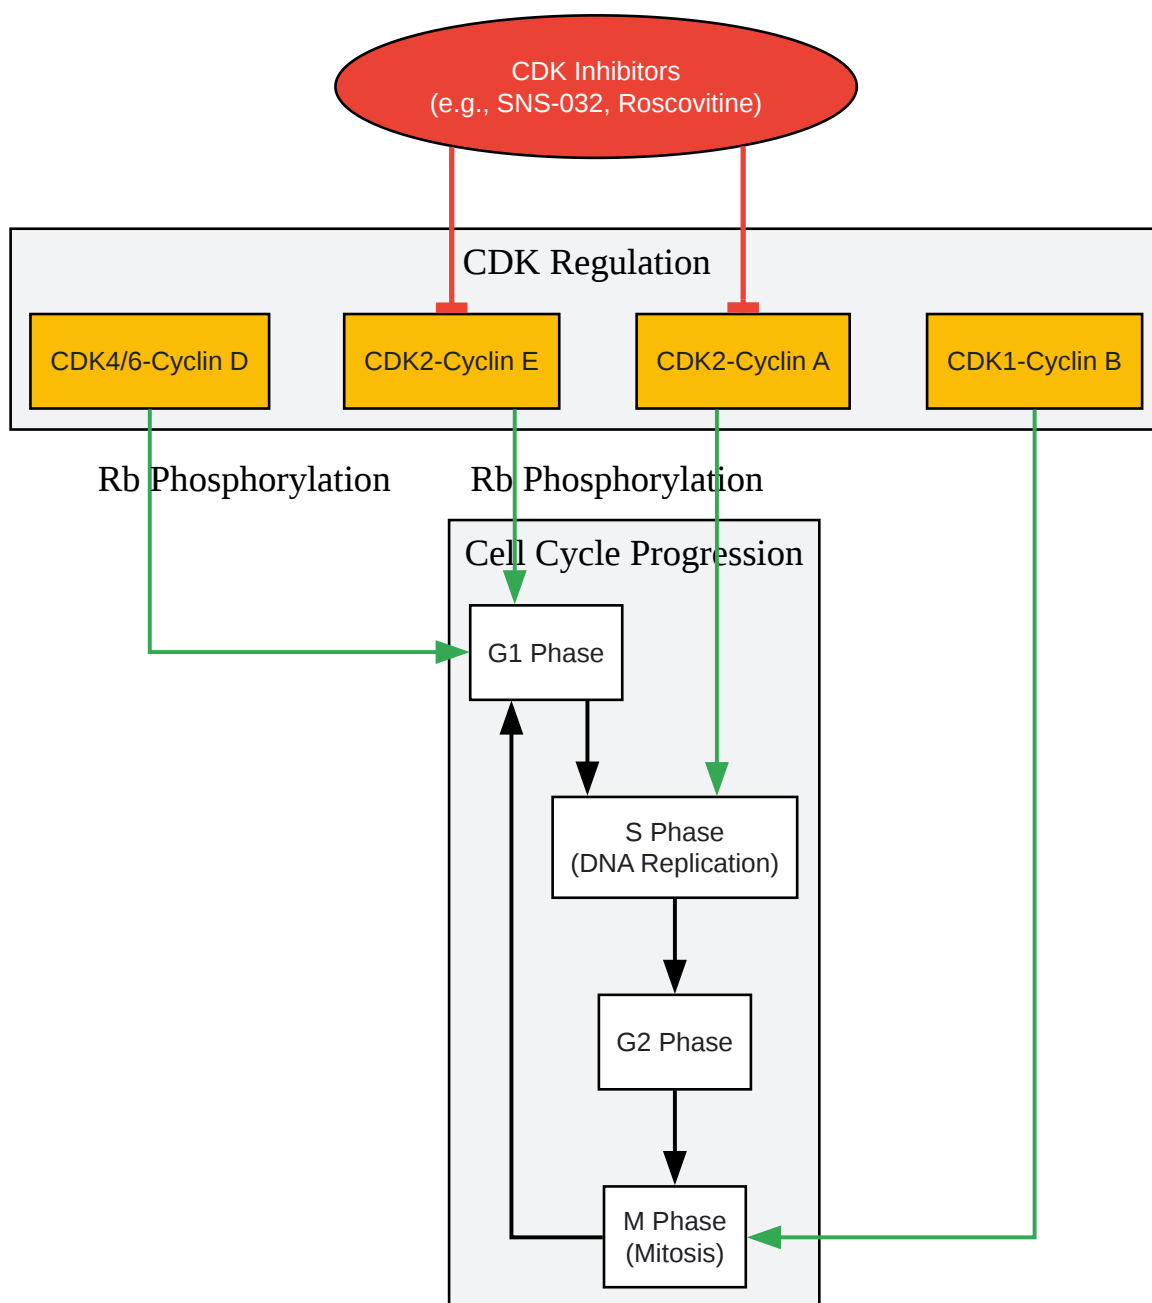 CDK Inhibitors
(e.g., SNS-032, Roscovitine)
CDK Regulation
CDK4/6-Cyclin D
CDK2-Cyclin E
CDK2-Cyclin A
CDK1-Cyclin B
Rb Phosphorylation
Rb Phosphorylation
Cell Cycle Progression
G1 Phase
S Phase
(DNA Replication)
G2 Phase
M Phase
(Mitosis)